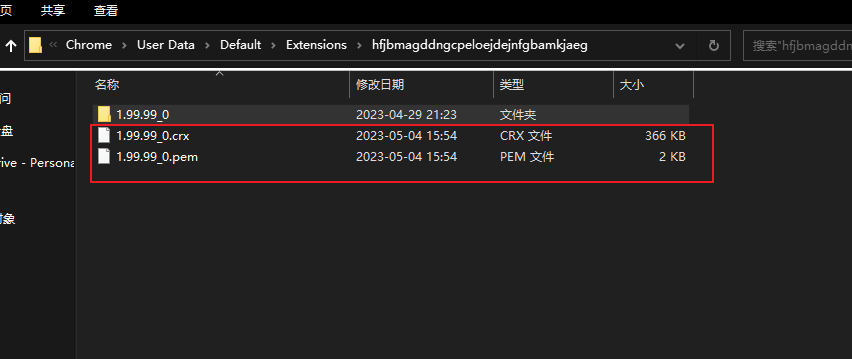 页 共享 查看
Chrome › User Data › Default › Extensions › hfjbmagddngcpeloejdejnfgbamkjaeg 搜索"hfjbmagddn
名称 修改日期 类型 大小
问
1.99.99_0 2023-04-29 21:23 文件夹
盘
1.99.99_0.crx 2023-05-04 15:54 CRX 文件 366 KB
rive - Persona
1.99.99_0.pem 2023-05-04 15:54 PEM 文件 2 KB
对象